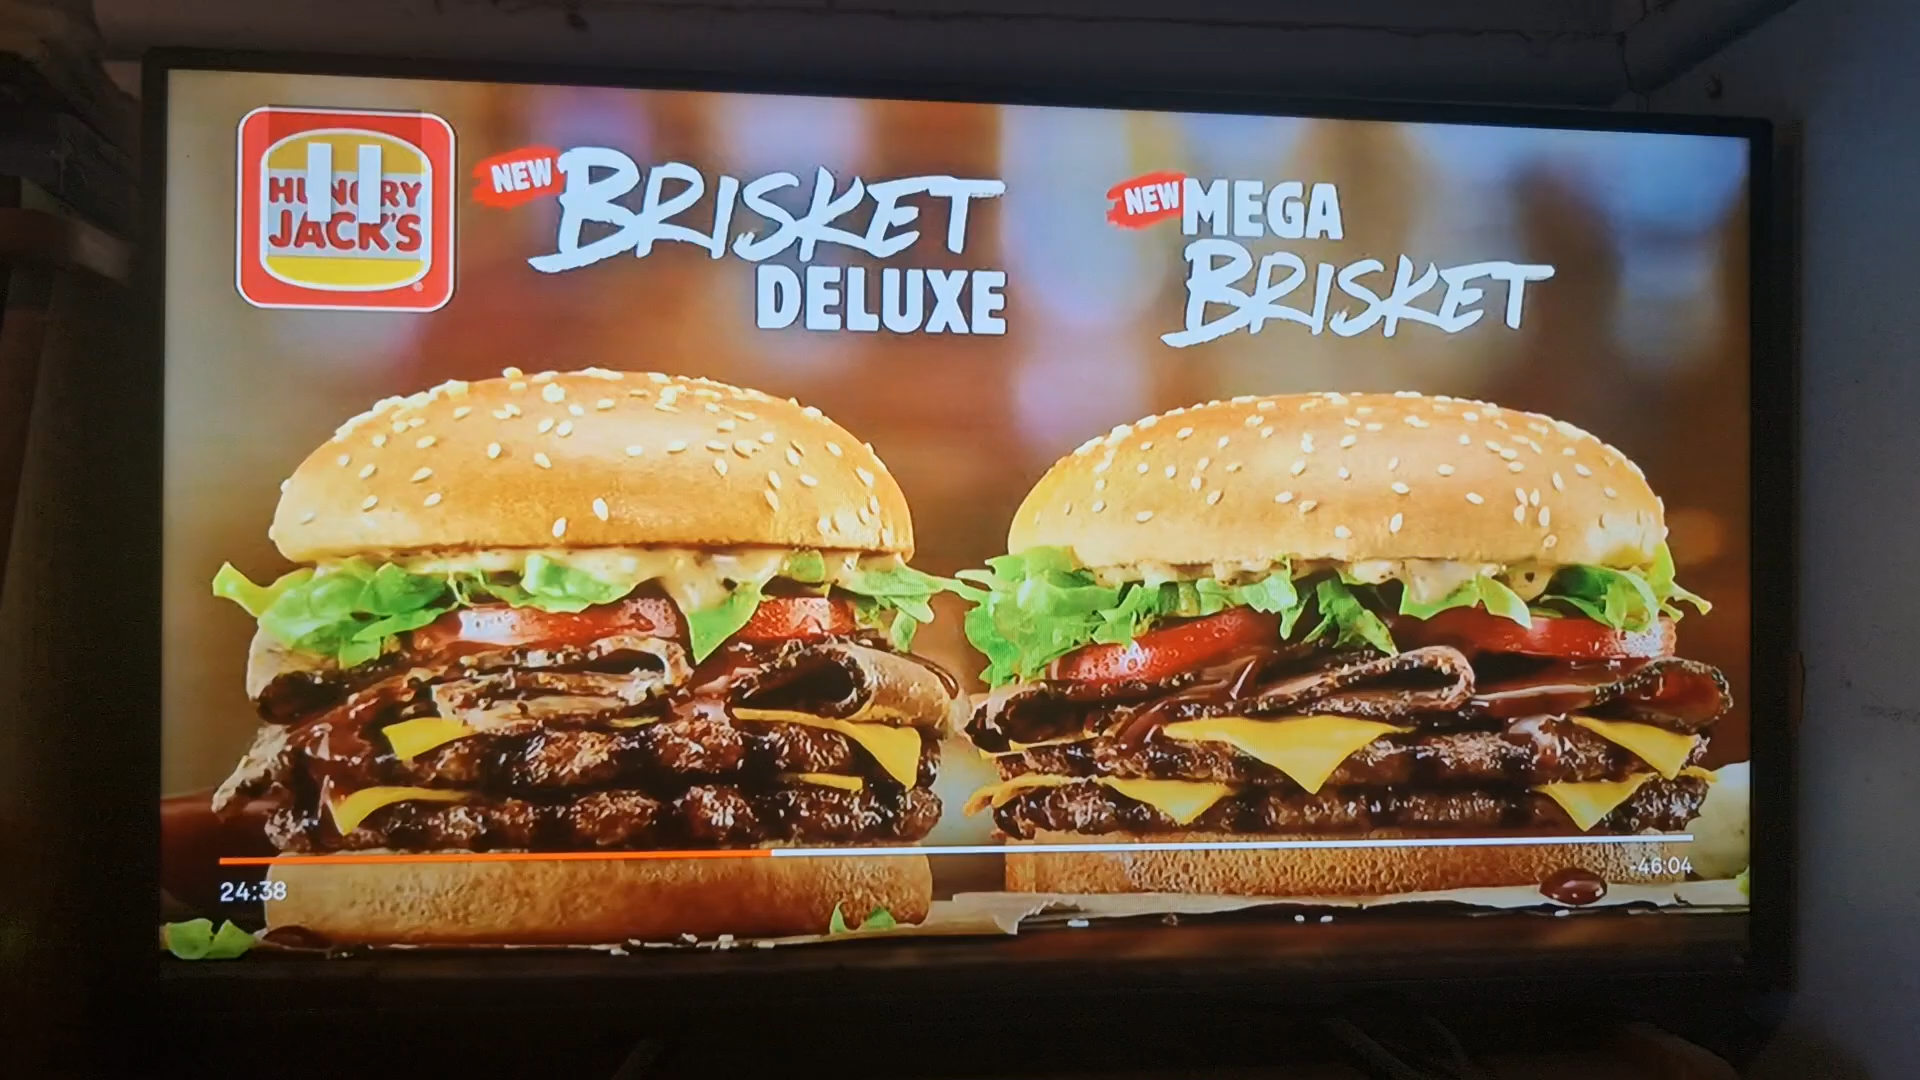 HUNGRY
JACK'S
®
NEW BRISKET
DELUXE
NEW MEGA
BRISKET
24:38
-46:04